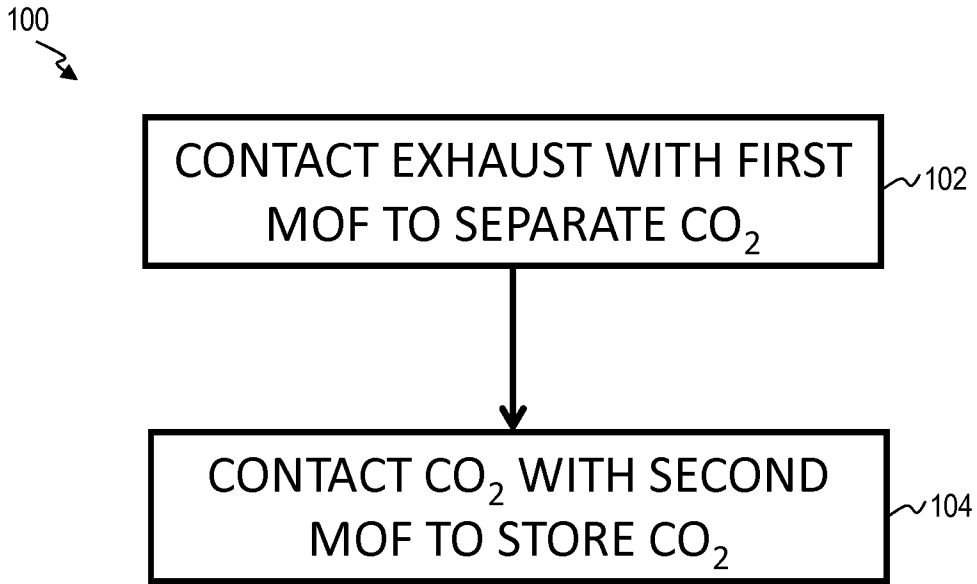 100
CONTACT EXHAUST WITH FIRST
MOF TO SEPARATE CO₂
102
CONTACT CO₂ WITH SECOND
MOF TO STORE CO₂
104